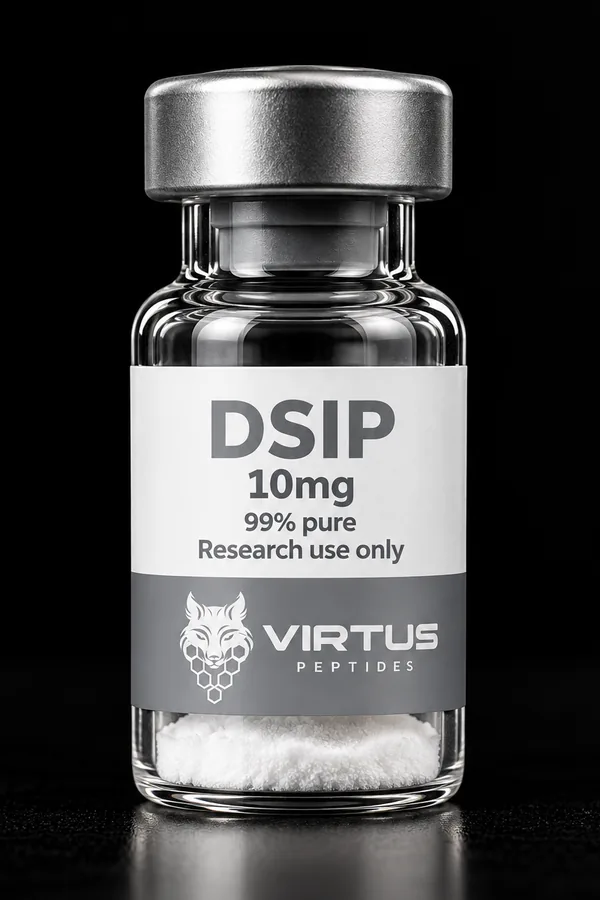 DSIP
10mg
99% pure
Research use only
VIRTUS
PEPTIDES